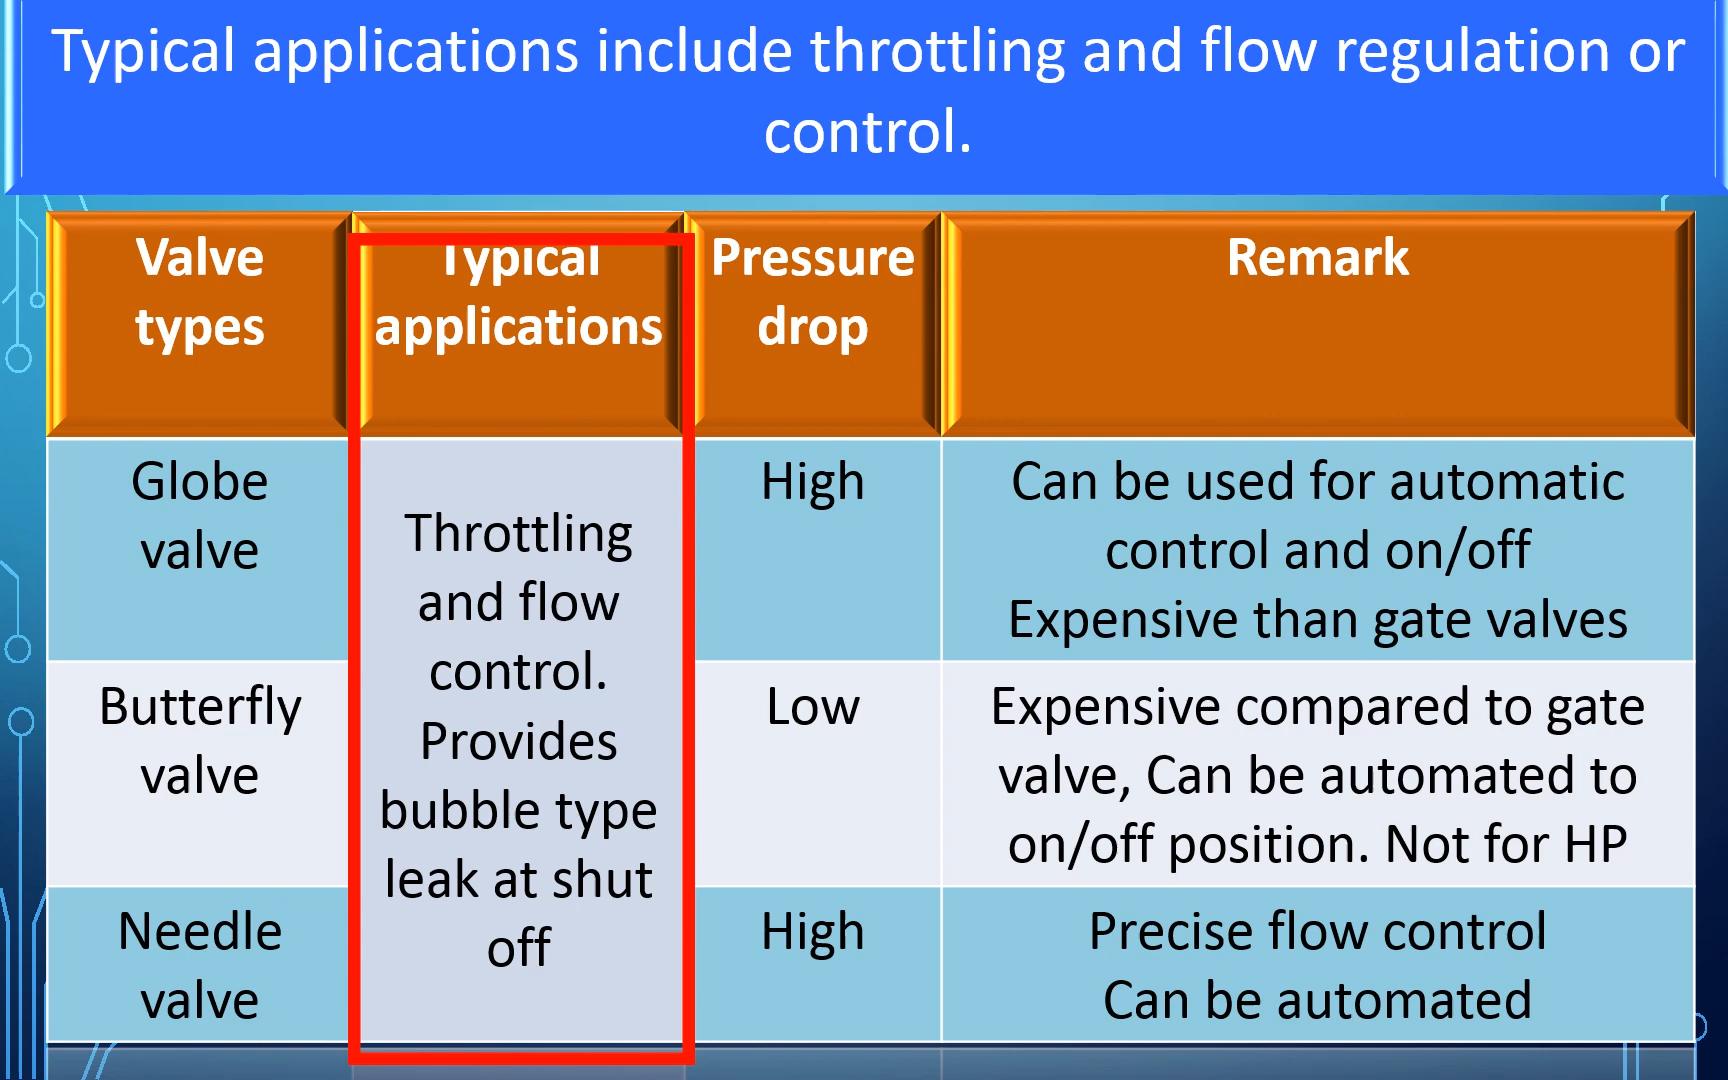 Typical applications include throttling and flow regulation or
control.
Valve
types
Typical
applications
Pressure
drop
Remark
Globe
valve
Throttling
and flow
control.
Provides
bubble type
leak at shut
off
High
Can be used for automatic
control and on/off
Expensive than gate valves
Butterfly
valve
Low
Expensive compared to gate
valve, Can be automated to
on/off position. Not for HP
Needle
valve
High
Precise flow control
Can be automated